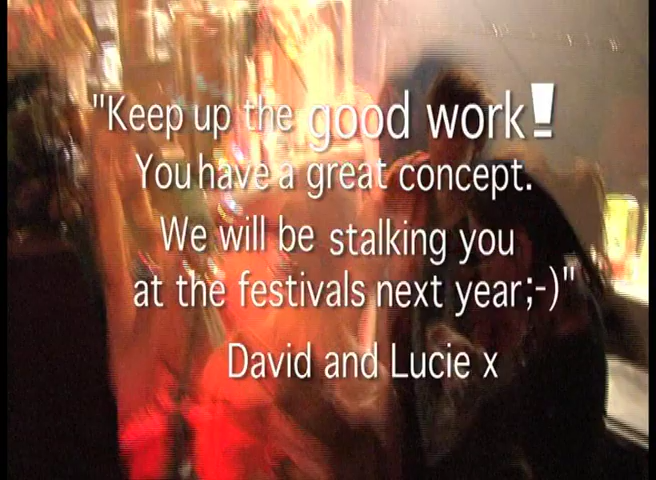 "Keep up the good work!
You have a great concept.
We will be stalking you
at the festivals next year;-)"
David and Lucie x